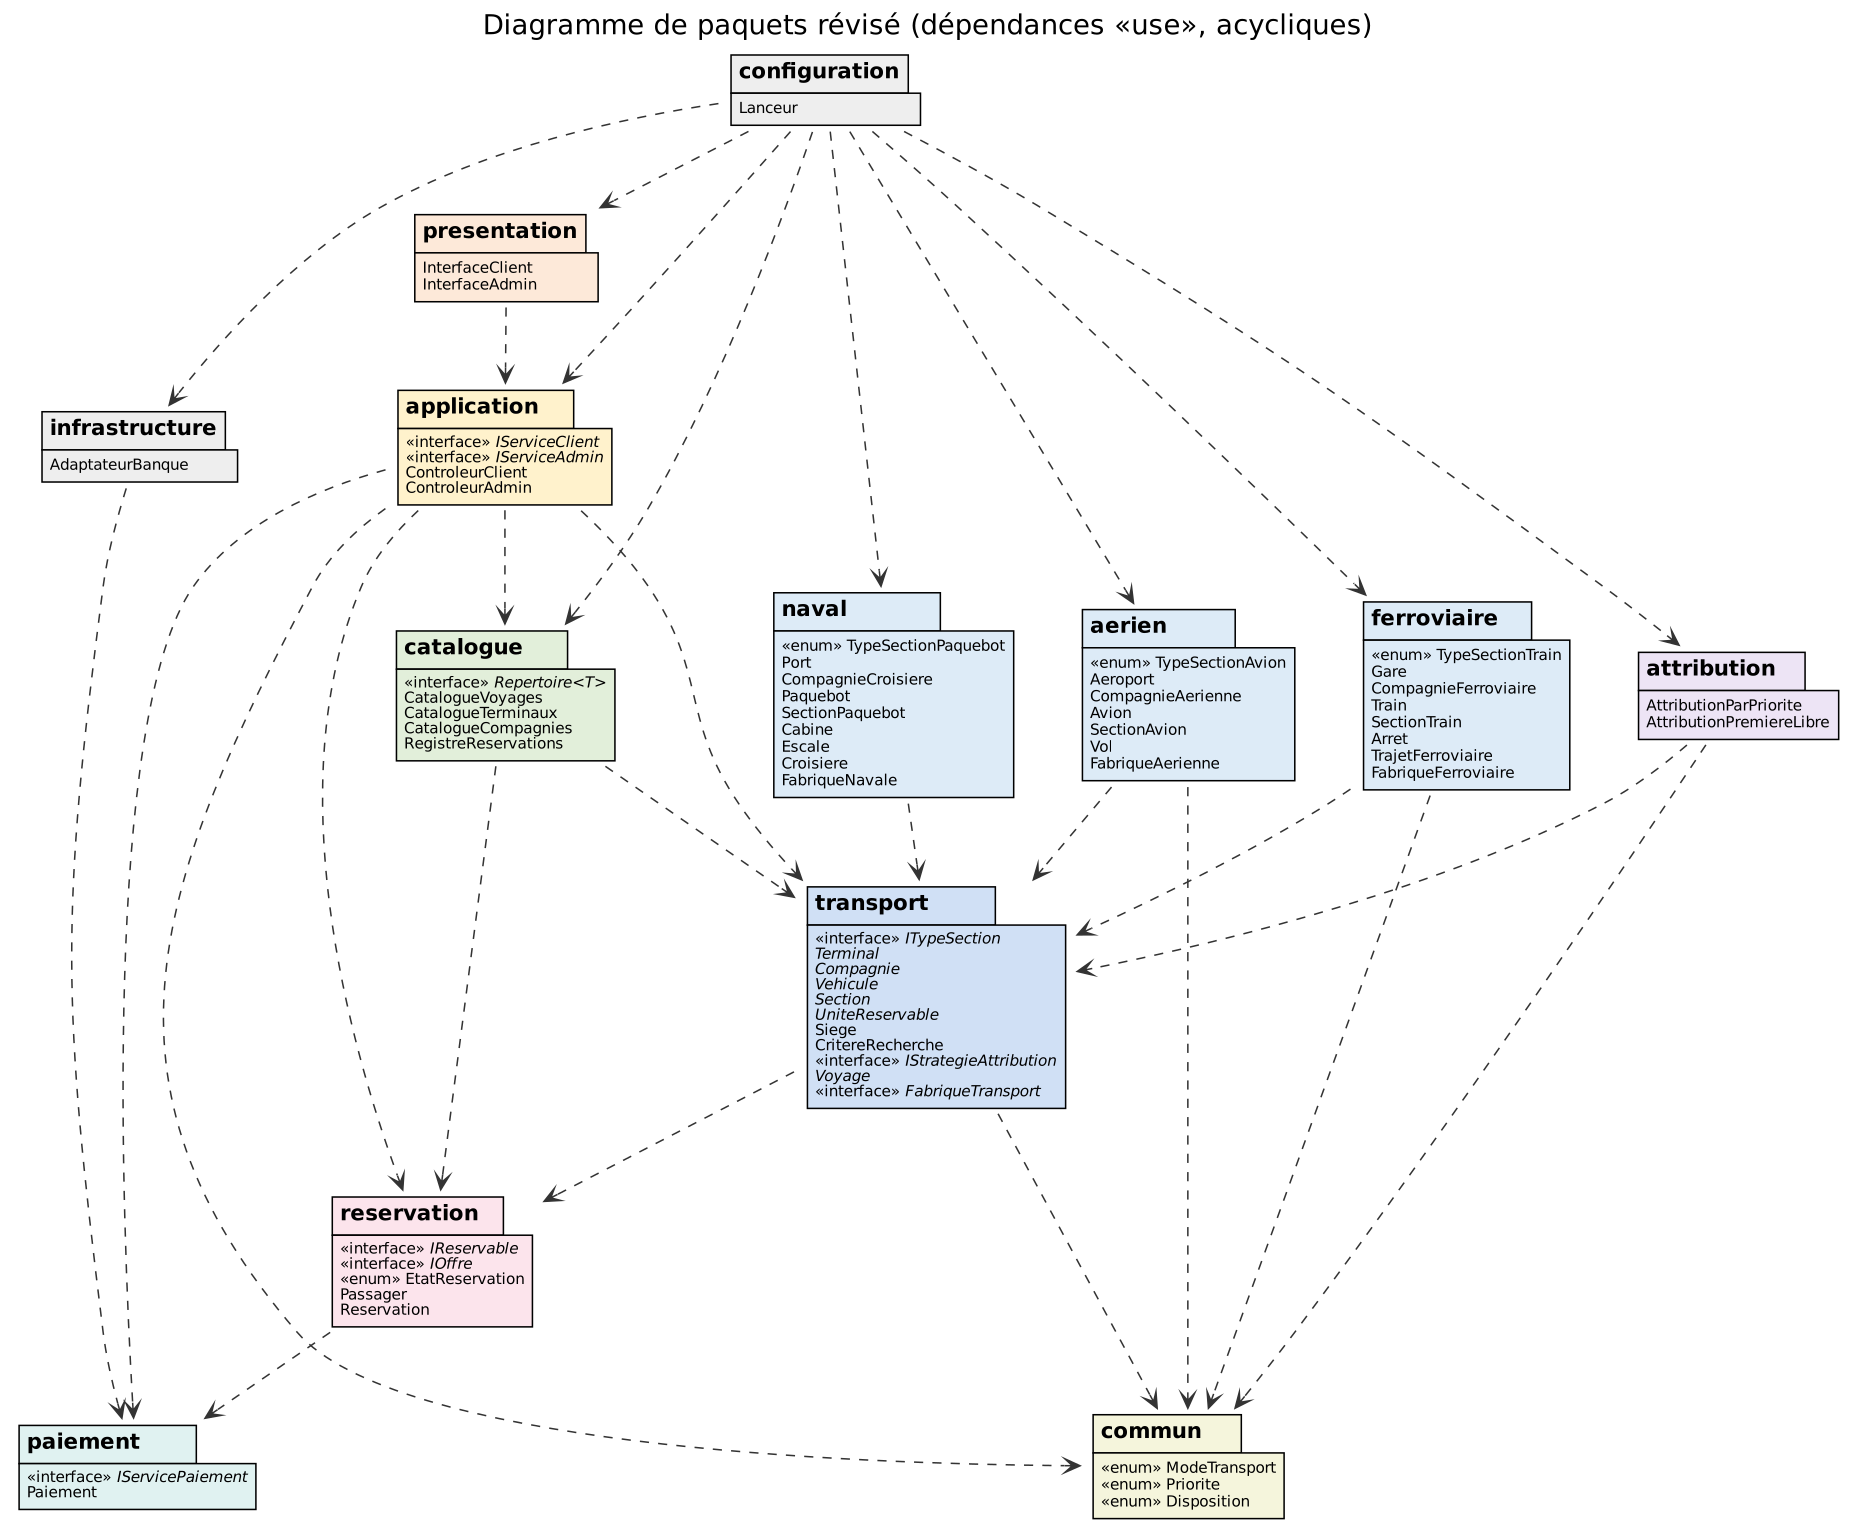 Diagramme de paquets révisé (dépendances «use», acycliques)
configuration
Lanceur
presentation
InterfaceClient
InterfaceAdmin
infrastructure
AdaptateurBanque
application
«interface» IServiceClient
«interface» IServiceAdmin
ControleurClient
ControleurAdmin
catalogue
«interface» Repertoire<T>
CatalogueVoyages
CatalogueTerminaux
CatalogueCompagnies
RegistreReservations
naval
«enum» TypeSectionPaquebot
Port
CompagnieCroisiere
Paquebot
SectionPaquebot
Cabine
Escale
Croisiere
FabriqueNavale
aerien
«enum» TypeSectionAvion
Aeroport
CompagnieAerienne
Avion
SectionAvion
Vol
FabriqueAerienne
ferroviaire
«enum» TypeSectionTrain
Gare
CompagnieFerroviaire
Train
SectionTrain
Arret
TrajetFerroviaire
FabriqueFerroviaire
attribution
AttributionParPriorite
AttributionPremiereLibre
transport
«interface» ITypeSection
Terminal
Compagnie
Vehicule
Section
UniteReservable
Siege
CritereRecherche
«interface» IStrategieAttribution
Voyage
«interface» FabriqueTransport
reservation
«interface» IReservable
«interface» IOffre
«enum» EtatReservation
Passager
Reservation
paiement
«interface» IServicePaiement
Paiement
commun
«enum» ModeTransport
«enum» Priorite
«enum» Disposition